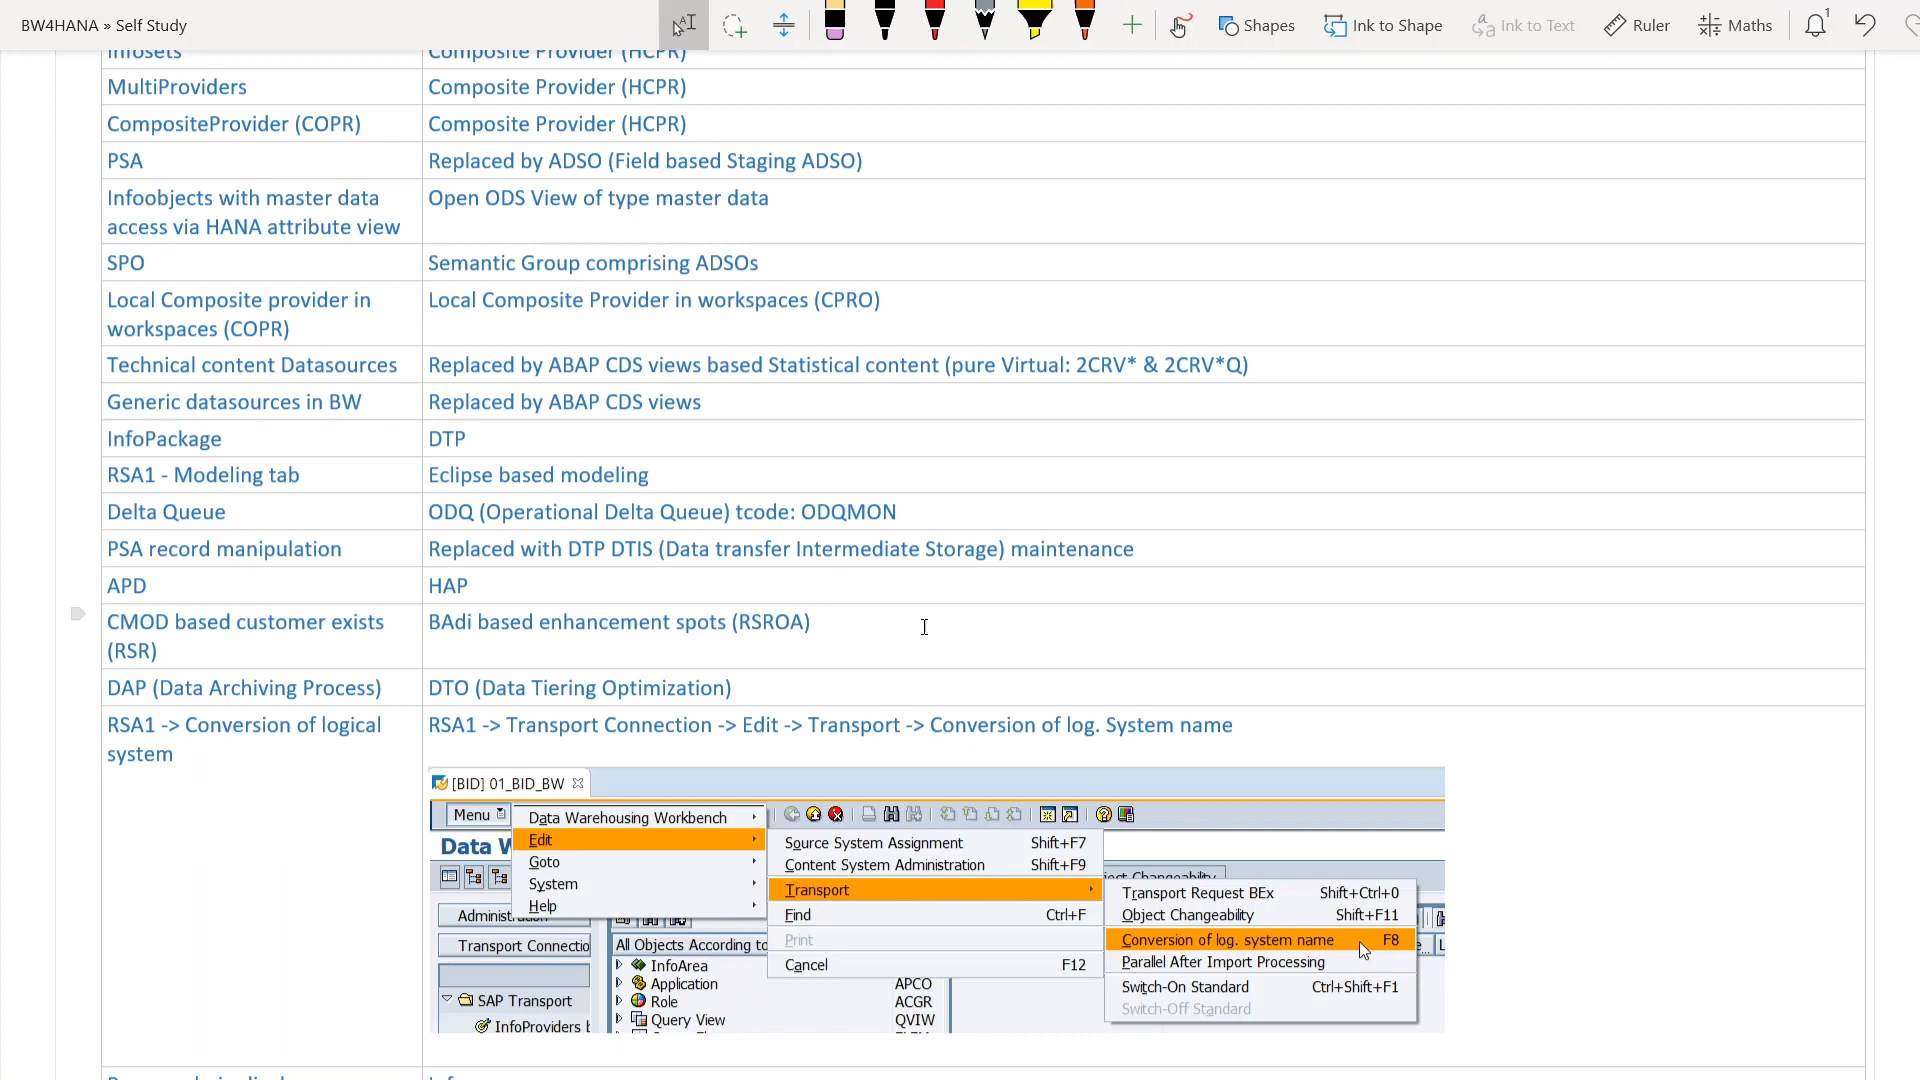 BW4HANA » Self Study
Shapes
Ink to Shape
Ink to Text
Ruler
Maths
1
Infosets
Composite Provider (HCPR)
MultiProviders
Composite Provider (HCPR)
CompositeProvider (COPR)
Composite Provider (HCPR)
PSA
Replaced by ADSO (Field based Staging ADSO)
Infoobjects with master data
access via HANA attribute view
Open ODS View of type master data
SPO
Semantic Group comprising ADSOs
Local Composite provider in
workspaces (COPR)
Local Composite Provider in workspaces (CPRO)
Technical content Datasources
Replaced by ABAP CDS views based Statistical content (pure Virtual: 2CRV* & 2CRV*Q)
Generic datasources in BW
Replaced by ABAP CDS views
InfoPackage
DTP
RSA1 - Modeling tab
Eclipse based modeling
Delta Queue
ODQ (Operational Delta Queue) tcode: ODQMON
PSA record manipulation
Replaced with DTP DTIS (Data transfer Intermediate Storage) maintenance
APD
HAP
CMOD based customer exists
(RSR)
BAdi based enhancement spots (RSROA)
DAP (Data Archiving Process)
DTO (Data Tiering Optimization)
RSA1 -> Conversion of logical
system
RSA1 -> Transport Connection -> Edit -> Transport -> Conversion of log. System name
[BID] 01_BID_BW
Menu
Data Warehousing Workbench
Edit
Goto
System
Help
Source System Assignment Shift+F7
Content System Administration Shift+F9
Transport
Find Ctrl+F
Print
Cancel F12
Transport Request BEx Shift+Ctrl+0
Object Changeability Shift+F11
Conversion of log. system name F8
Parallel After Import Processing
Switch-On Standard Ctrl+Shift+F1
Switch-Off Standard
Data W
Administra
Transport Connectio
SAP Transport
InfoProviders b
All Objects According to
InfoArea
Application APCO
Role ACGR
Query View QVIW